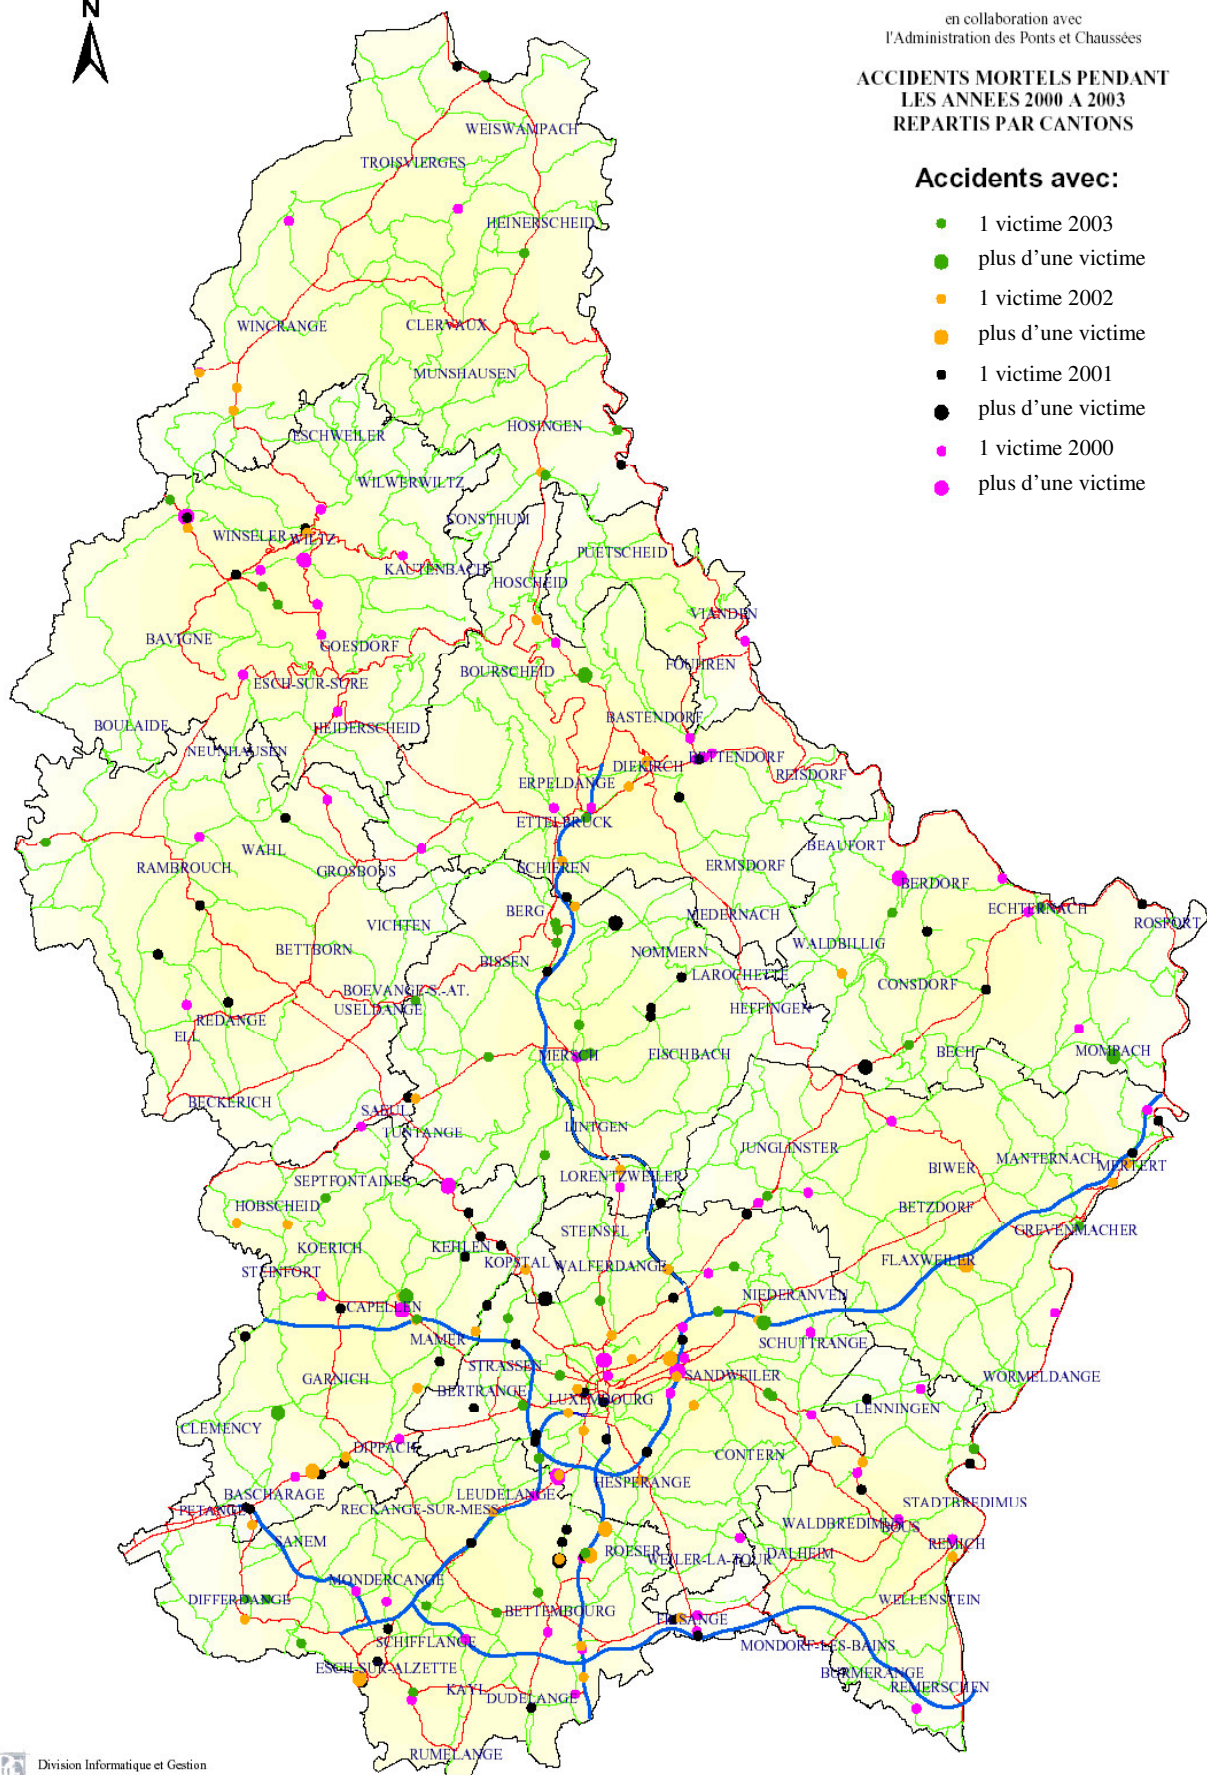 N
en collaboration avec
l'Administration des Ponts et Chaussées
ACCIDENTS MORTELS PENDANT
LES ANNEES 2000 A 2003
REPARTIS PAR CANTONS
Accidents avec:
1 victime 2003
plus d'une victime
1 victime 2002
plus d'une victime
1 victime 2001
plus d'une victime
1 victime 2000
plus d'une victime
WEISWAMPACH
TROISVIERGES
HEINERSCHEID
WINCRANGE
CLERVAUX
MUNSHAUSEN
HOSINGEN
ESCHWEILER
WILWERWILTZ
CONSTHUM
WINSELER
WILTZ
PUETSCHEID
KAUTENBACH
HOSCHEID
VIANDEN
BAVIGNE
GOESDORF
FOUHREN
BOURSCHEID
ESCH-SUR-SURE
BASTENDORF
BOULAIDE
HEIDERSCHEID
NEUNHAUSEN
BETTENDORF
DIEKIRCH
REISDORF
ERPELDANGE
ETTELBRUCK
BEAUFORT
WAHL
RAMBROUCH
GROSBOUS
SCHIEREN
ERMSDORF
BERDORF
ECHTERNACH
BERG
MEDERNACH
VICHTEN
ROSPORT
WALDBILLIG
BETTBORN
NOMMERN
BISSEN
LAROCHETTE
CONSDORF
BOEVANGE-S.-AT.
USELDANGE
HEFFINGEN
REDANGE
ELL
MERSCH
FISCHBACH
BECH
MOMPACH
BECKERICH
SAEUL
TUNTANGE
LINTGEN
JUNGLINSTER
MANTERNACH
MERTERT
BIWER
SEPTFONTAINES
LORENTZWEILER
HOBSCHEID
BETZDORF
STEINSEL
GREVENMACHER
KOERICH
KEHLEN
KOPSTAL
WALFERDANGE
FLAXWEILER
STEINFORT
CAPELLEN
NIEDERANVEN
MAMER
SCHUTTRANGE
STRASSEN
SANDWEILER
WORMELDANGE
GARNICH
BERTRANGE
LUXEMBOURG
LENNINGEN
CLEMENCY
DIPPACH
CONTERN
HESPERANGE
BASCHARAGE
LEUDELANGE
STADTBREDIMUS
PETANGE
RECKANGE-SUR-MESS
WALDBREDIMUS
BOUS
SANEM
REMICH
ROESER
WEILER-LA-TOUR
DALHEIM
MONDERCANGE
DIFFERDANGE
BETTEMBOURG
WELLENSTEIN
FRISANGE
SCHIFFLANGE
MONDORF-LES-BAINS
ESCH-SUR-ALZETTE
BURMERANGE
KAYL
DUDELANGE
REMERSCHEN
RUMELANGE
Division Informatique et Gestion